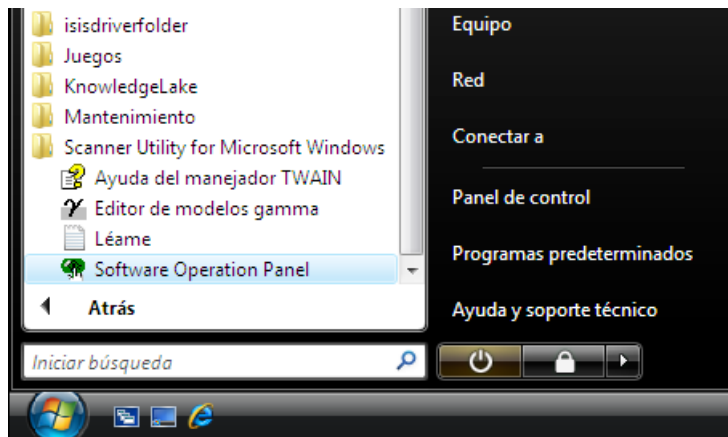 isisdriverfolder
Juegos
KnowledgeLake
Mantenimiento
Scanner Utility for Microsoft Windows
Ayuda del manejador TWAIN
Editor de modelos gamma
Léame
Software Operation Panel
Atrás
Iniciar búsqueda
Equipo
Red
Conectar a
Panel de control
Programas predeterminados
Ayuda y soporte técnico